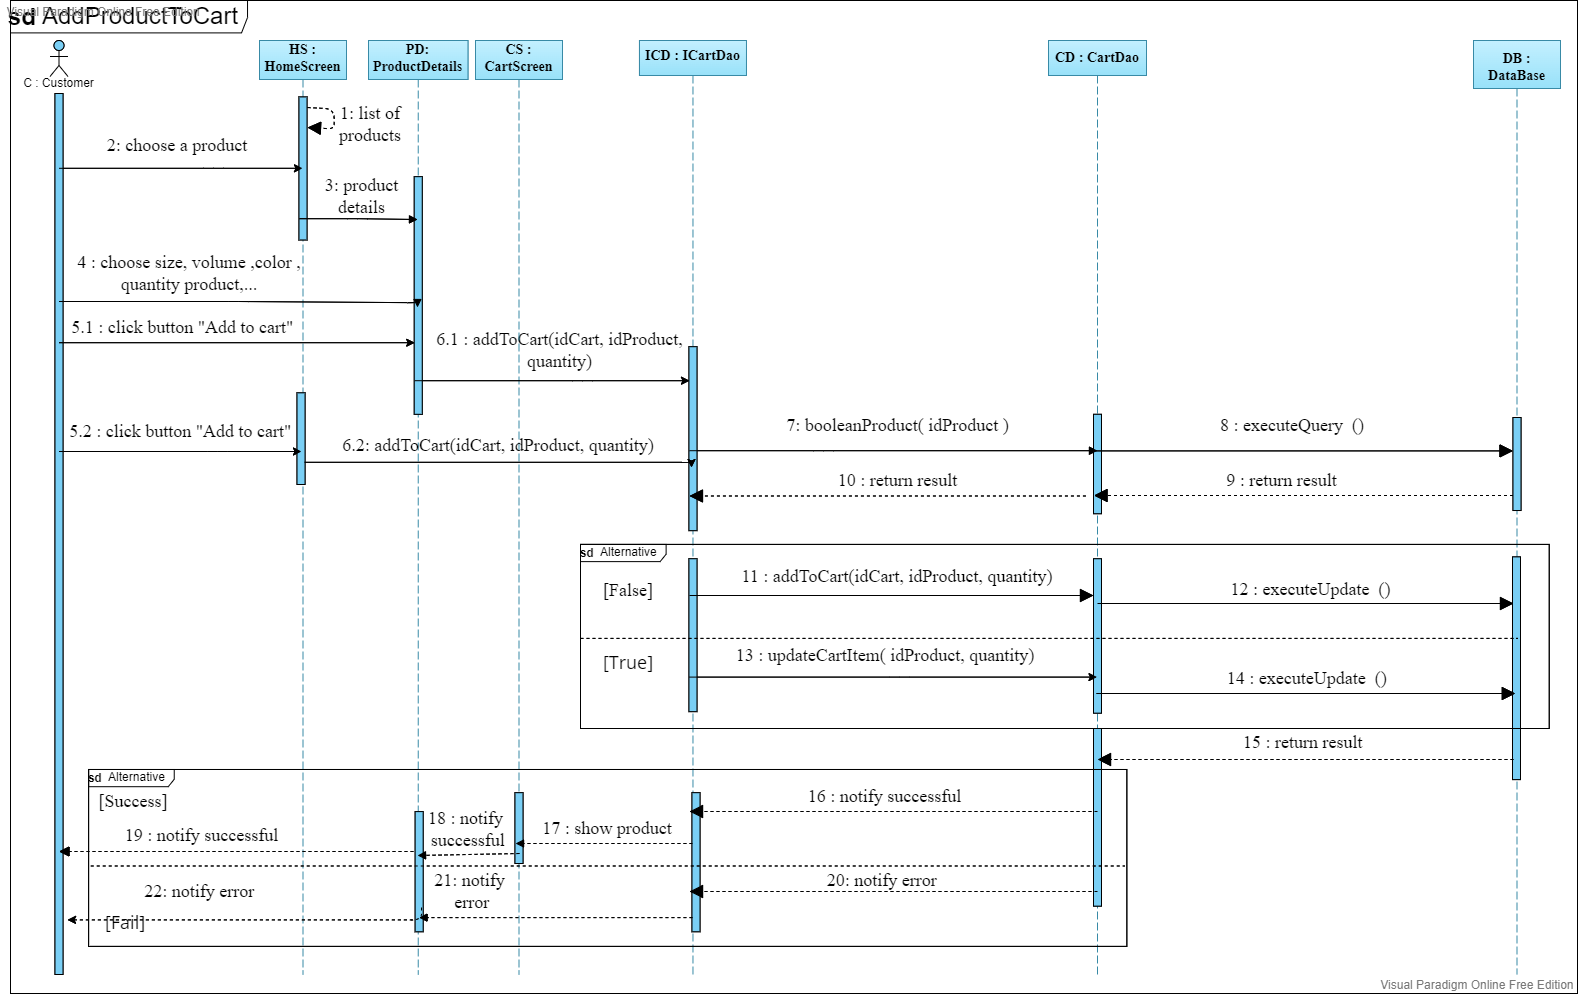 Visual Paradigm Online Free Edition
sd AddProductToCart
C : Customer
HS :
HomeScreen
PD:
ProductDetails
CS :
CartScreen
ICD : ICartDao
CD : CartDao
DB :
DataBase
1: list of
products
2: choose a product
3: product
details
4 : choose size, volume ,color ,
quantity product,...
5.1 : click button "Add to cart"
6.1 : addToCart(idCart, idProduct,
quantity)
5.2 : click button "Add to cart"
6.2: addToCart(idCart, idProduct, quantity)
7: booleanProduct( idProduct )
8 : executeQuery ()
9 : return result
10 : return result
sd Alternative
[False]
11 : addToCart(idCart, idProduct, quantity)
12 : executeUpdate ()
[True]
13 : updateCartItem( idProduct, quantity)
14 : executeUpdate ()
15 : return result
sd Alternative
[Success]
16 : notify successful
17 : show product
18 : notify
successful
19 : notify successful
20: notify error
21: notify
error
22: notify error
[Fail]
Visual Paradigm Online Free Edition